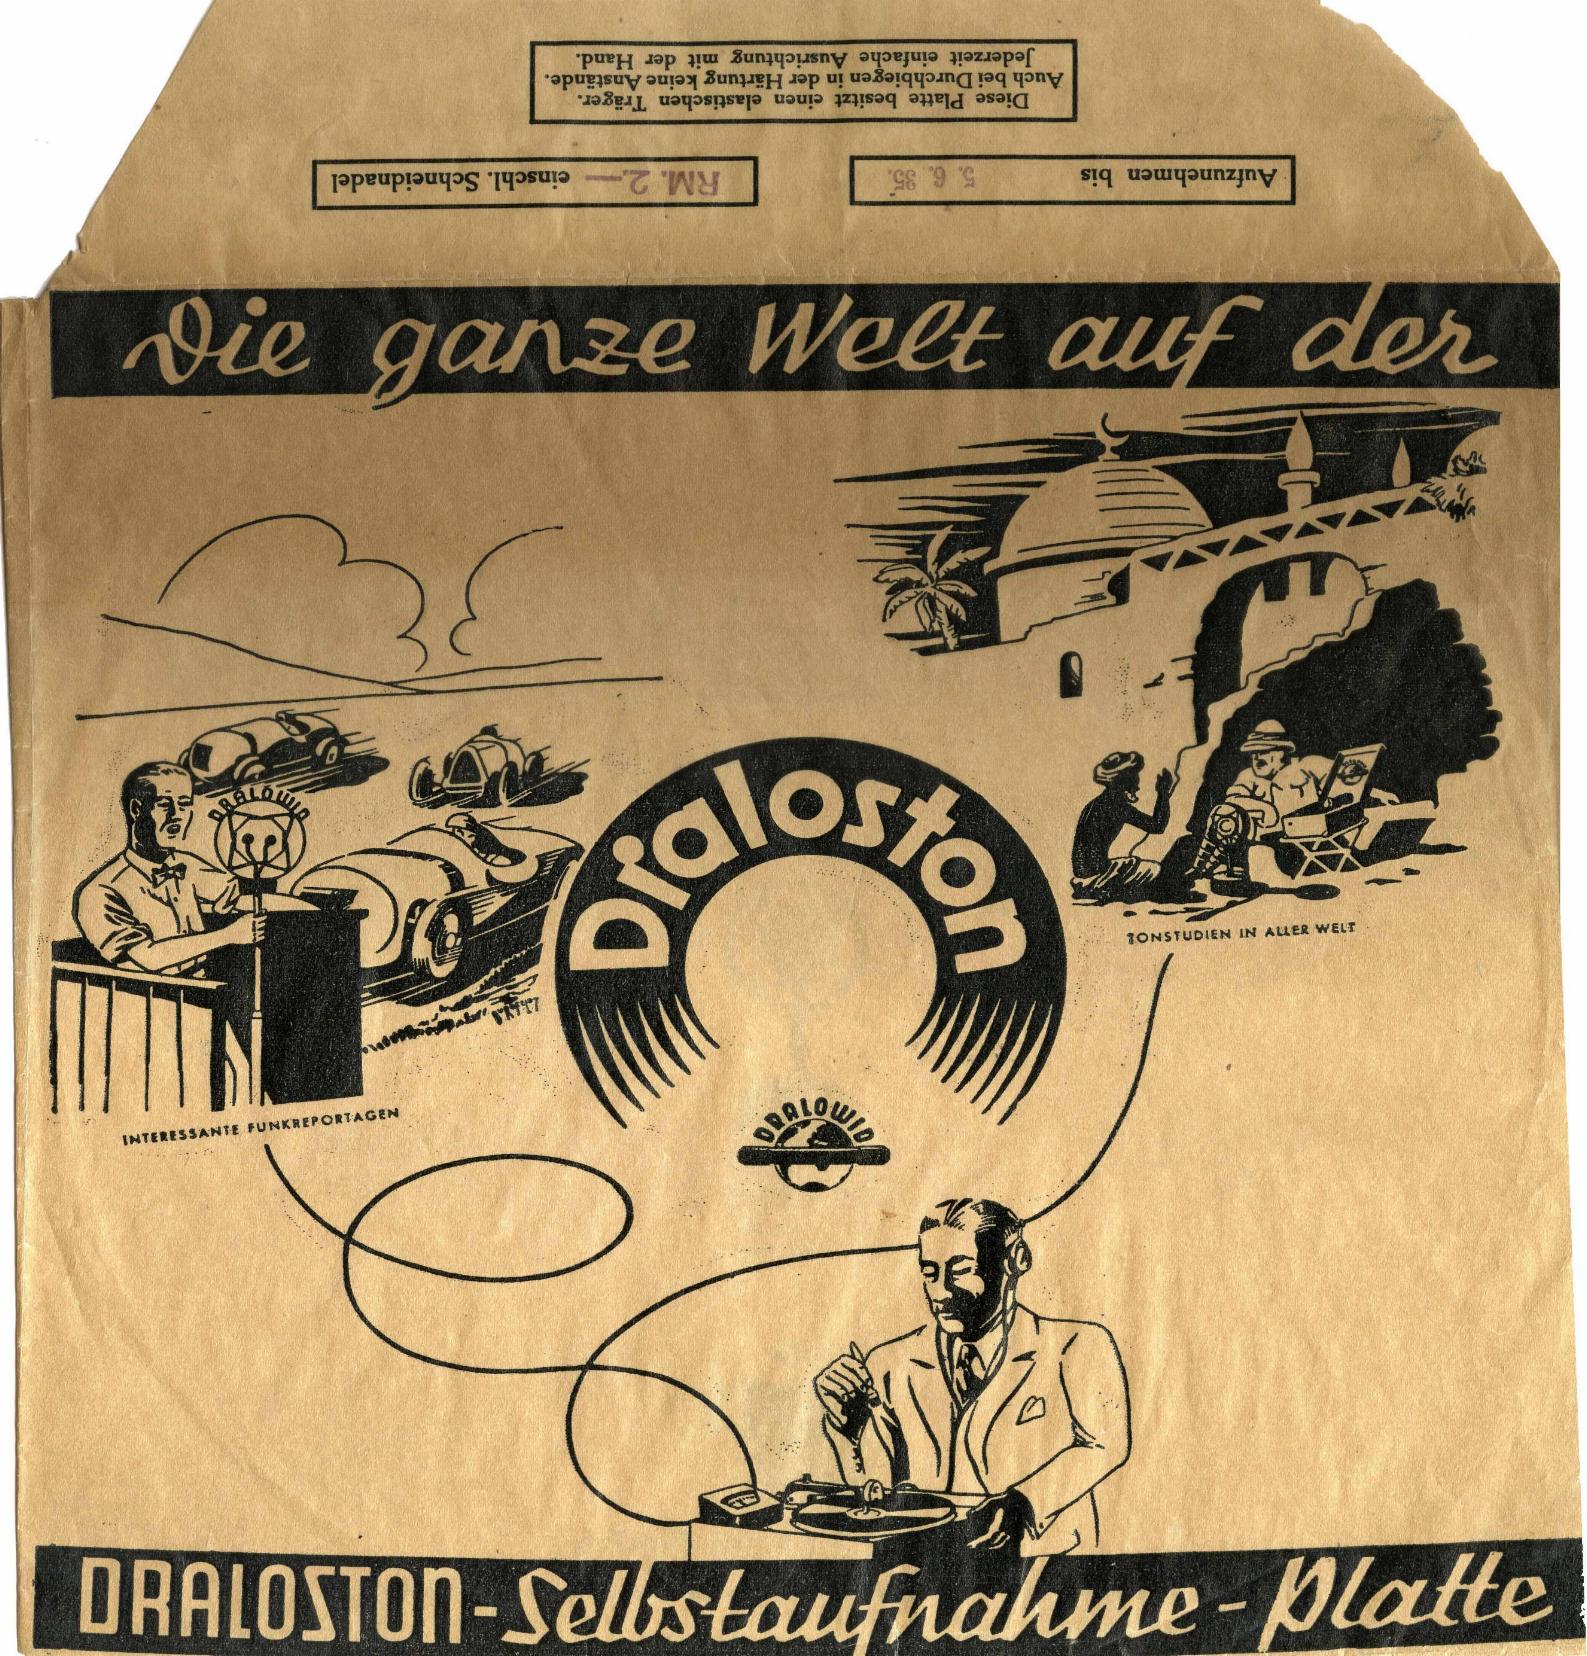 Diese Platte besitzt einen elastischen Träger.
Auch bei Durchbiegen in der Härtung keine Anstände.
Jederzeit einfache Ausrichtung mit der Hand.
Aufzunehmen bis 5. 6. 35.
RM. 2.— einschl. Schneidnadel
Die ganze Welt auf der
DRALOWID
Draloston
TONSTUDIEN IN ALLER WELT
INTERESSANTE FUNKREPORTAGEN
DRALOWID
DRALOSTON-Selbstaufnahme-Platte